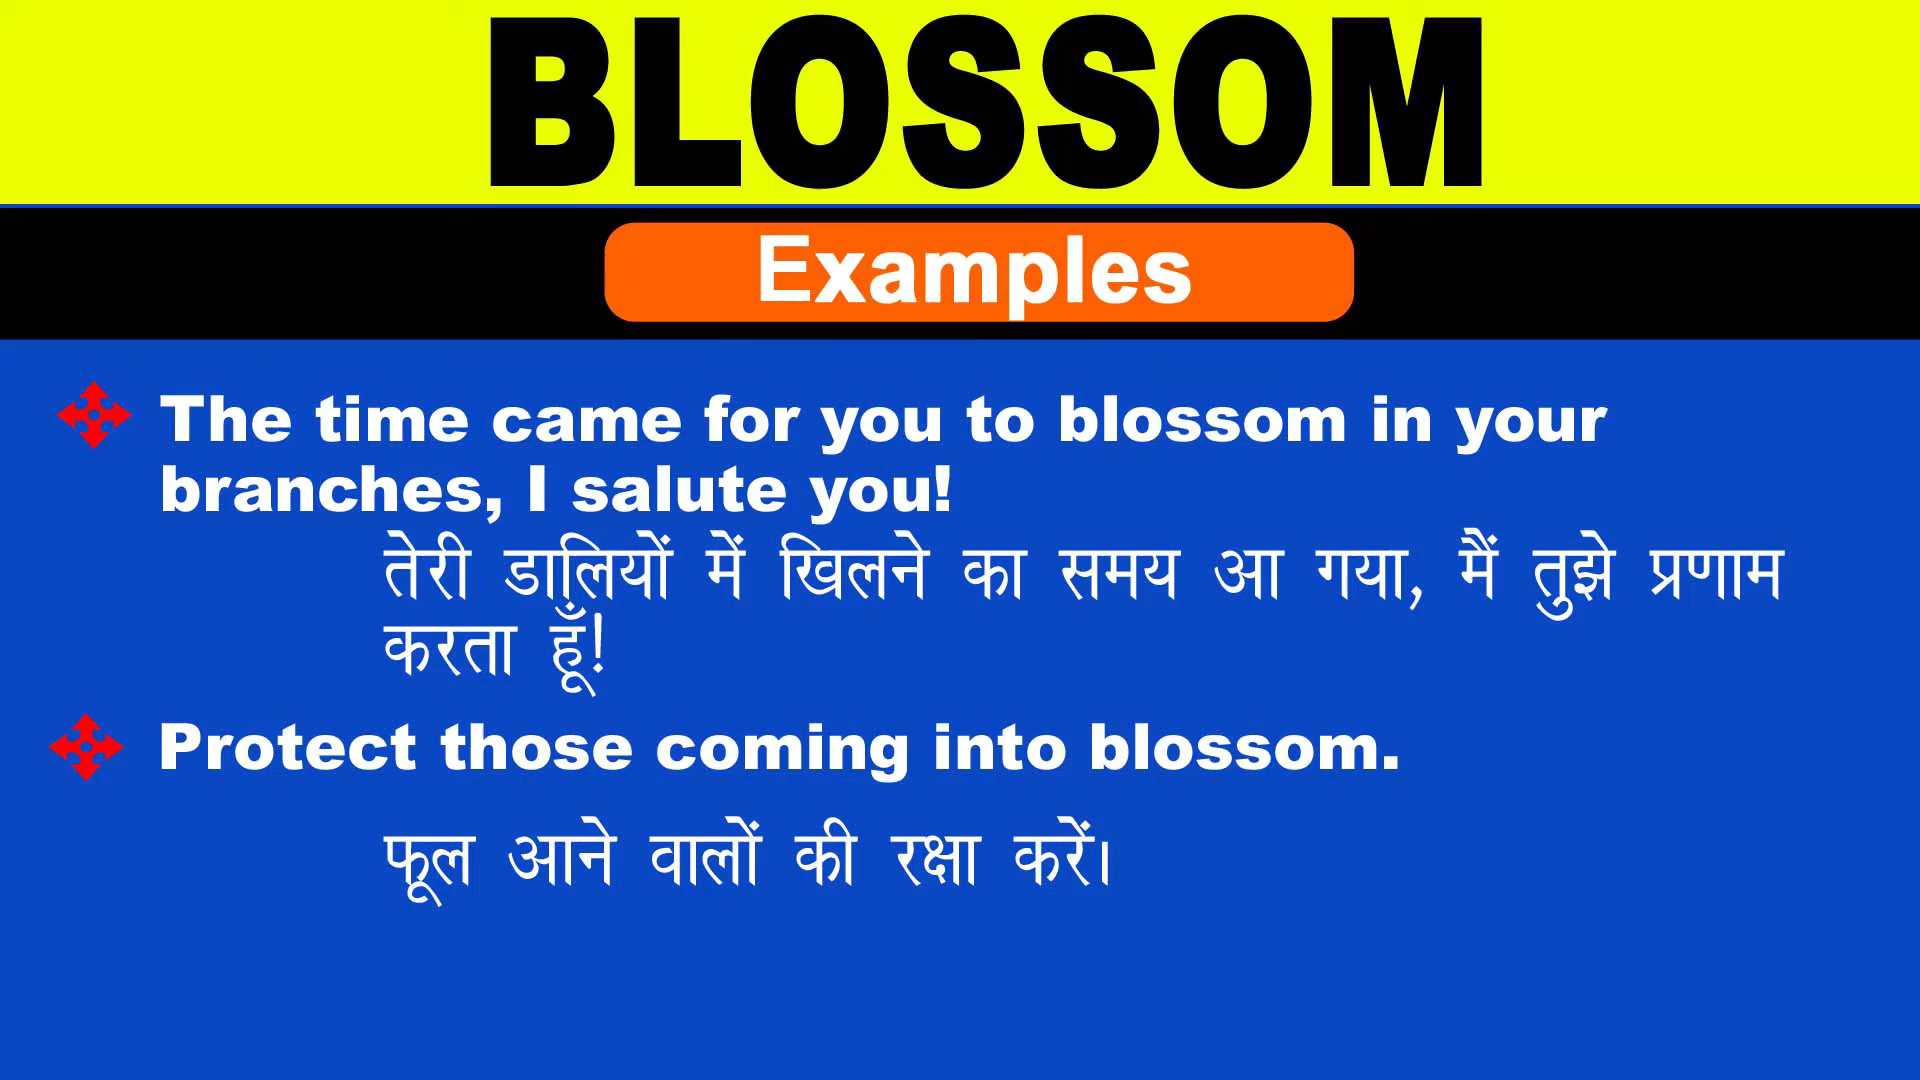 BLOSSOM
Examples
The time came for you to blossom in your
branches, I salute you!
तेरी डालियों में खिलने का समय आ गया, मैं तुझे प्रणाम
करता हूँ!
Protect those coming into blossom.
फूल आने वालों की रक्षा करें।